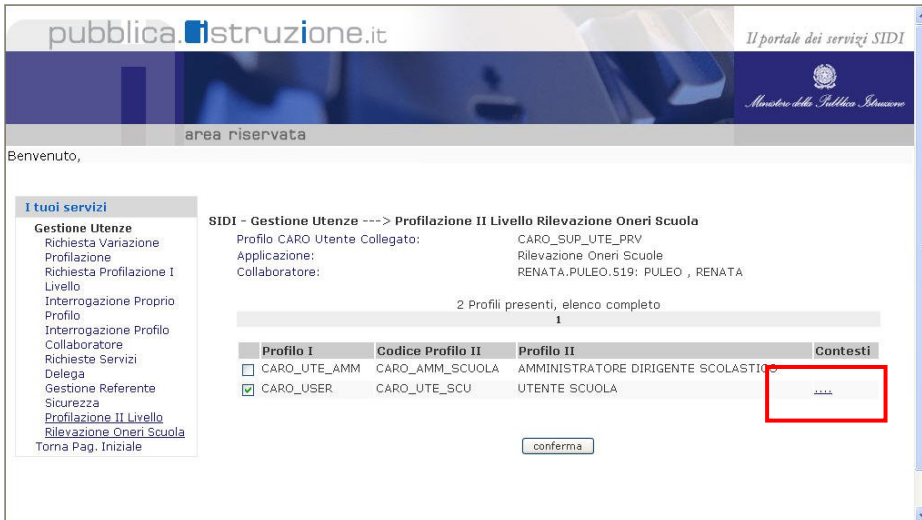 pubblica.istruzione.it
Il portale dei servizi SIDI
Ministero della Pubblica Istruzione
area riservata
Benvenuto,
I tuoi servizi
Gestione Utenze
Richiesta Variazione
Profilazione
Richiesta Profilazione I
Livello
Interrogazione Proprio
Profilo
Interrogazione Profilo
Collaboratore
Richieste Servizi
Delega
Gestione Referente
Sicurezza
Profilazione II Livello
Rilevazione Oneri Scuola
Torna Pag. Iniziale
SIDI - Gestione Utenze ---> Profilazione II Livello Rilevazione Oneri Scuola
Profilo CARO Utente Collegato: CARO_SUP_UTE_PRV
Applicazione: Rilevazione Oneri Scuole
Collaboratore: RENATA.PULEO.519: PULEO , RENATA
2 Profili presenti, elenco completo
1
Profilo I Codice Profilo II Profilo II Contesti
CARO_UTE_AMM CARO_AMM_SCUOLA AMMINISTRATORE DIRIGENTE SCOLASTICO
CARO_USER CARO_UTE_SCU UTENTE SCUOLA ....
conferma